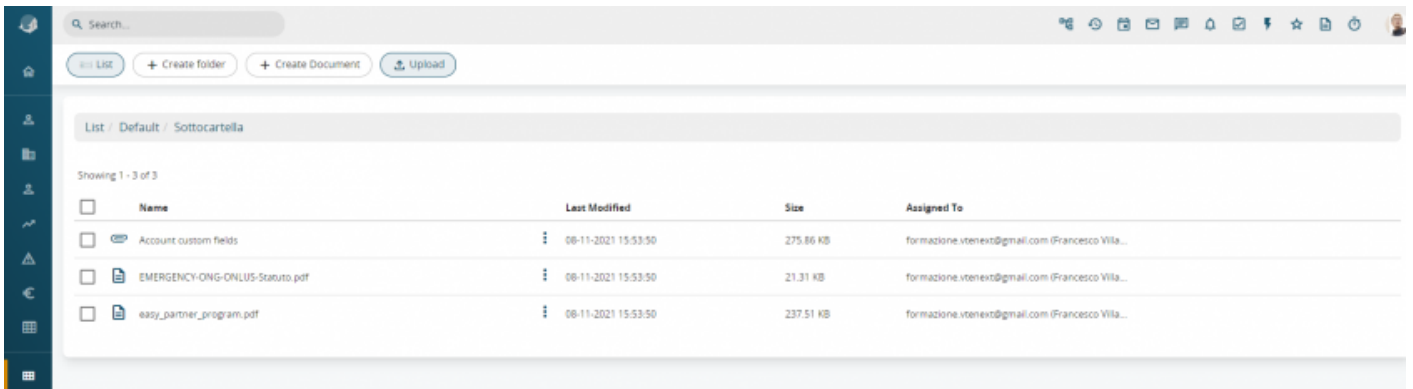 Search...
List + Create folder + Create Document Upload
List / Default / Sottocartella
Showing 1 - 3 of 3
Name Last Modified Size Assigned To
Account custom fields 08-11-2021 15:53:50 275.86 KB formazione.vtenext@gmail.com (Francesco Villa...
EMERGENCY-ONG-ONLUS-Statuto.pdf 08-11-2021 15:53:50 21.31 KB formazione.vtenext@gmail.com (Francesco Villa...
easy_partner_program.pdf 08-11-2021 15:53:50 237.51 KB formazione.vtenext@gmail.com (Francesco Villa...